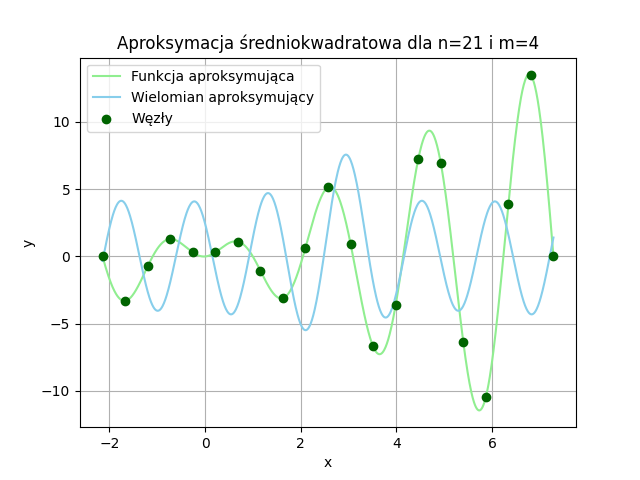 Aproksymacja średniokwadratowa dla n=21 i m=4
Funkcja aproksymująca
Wielomian aproksymujący
Węzły
10
5
0
−5
−10
y
−2
0
2
4
6
x